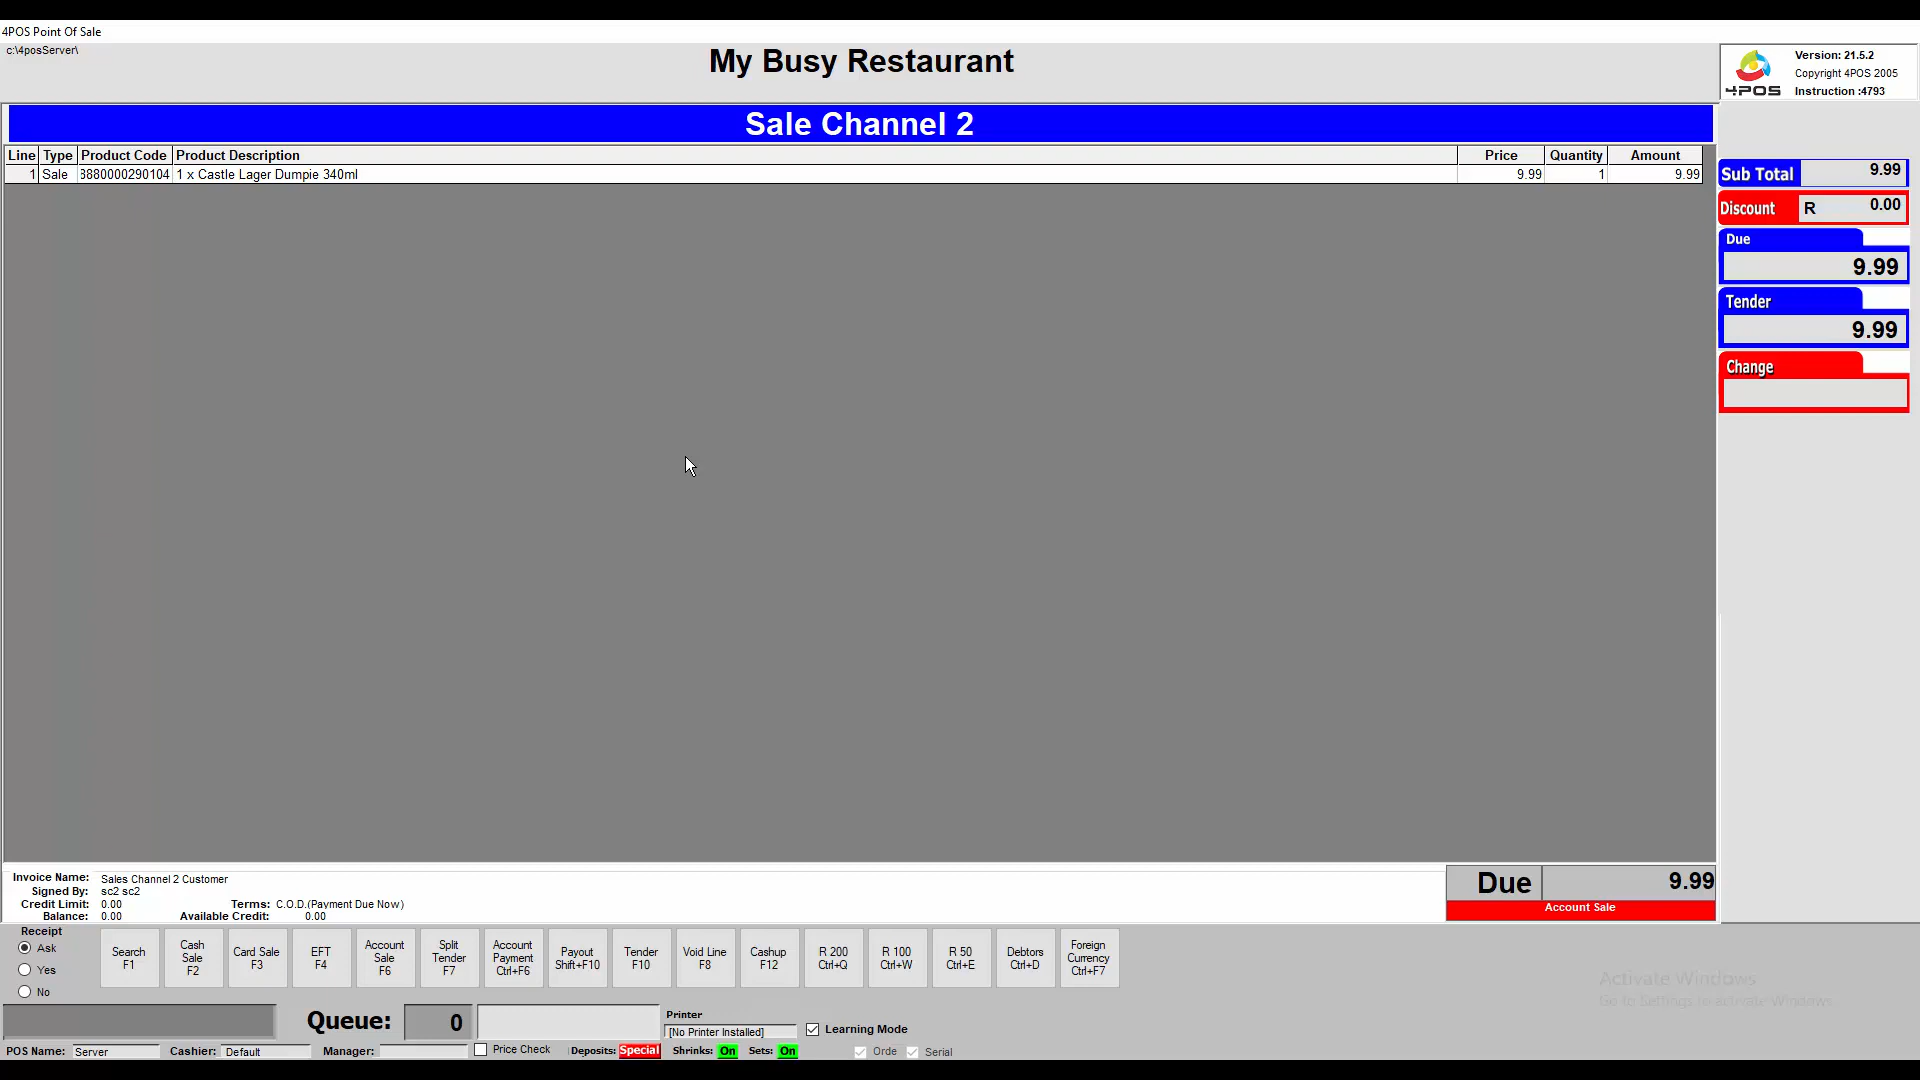 4POS Point Of Sale
c:\4posServer\
My Busy Restaurant
4POS
Version: 21.5.2
Copyright 4POS 2005
Instruction :4793
Sale Channel 2
Line Type Product Code Product Description Price Quantity Amount
1 Sale 3880000290104 1 x Castle Lager Dumpie 340ml 9.99 1 9.99
Sub Total 9.99
Discount R 0.00
Due
9.99
Tender
9.99
Change
Invoice Name: Sales Channel 2 Customer
Signed By: sc2 sc2
Credit Limit: 0.00 Terms: C.O.D.(Payment Due Now)
Balance: 0.00 Available Credit: 0.00
Due 9.99
Account Sale
Receipt
Ask
Yes
No
Search
F1
Cash
Sale
F2
Card Sale
F3
EFT
F4
Account
Sale
F6
Split
Tender
F7
Account
Payment
Ctrl+F6
Payout
Shift+F10
Tender
F10
Void Line
F8
Cashup
F12
R 200
Ctrl+Q
R 100
Ctrl+W
R 50
Ctrl+E
Debtors
Ctrl+D
Foreign
Currency
Ctrl+F7
Activate Windows
Go to Settings to activate Windows.
Queue: 0
Printer
[No Printer Installed]
Learning Mode
POS Name: Server Cashier: Default Manager: Price Check Deposits: Special Shrinks: On Sets: On Orde Serial